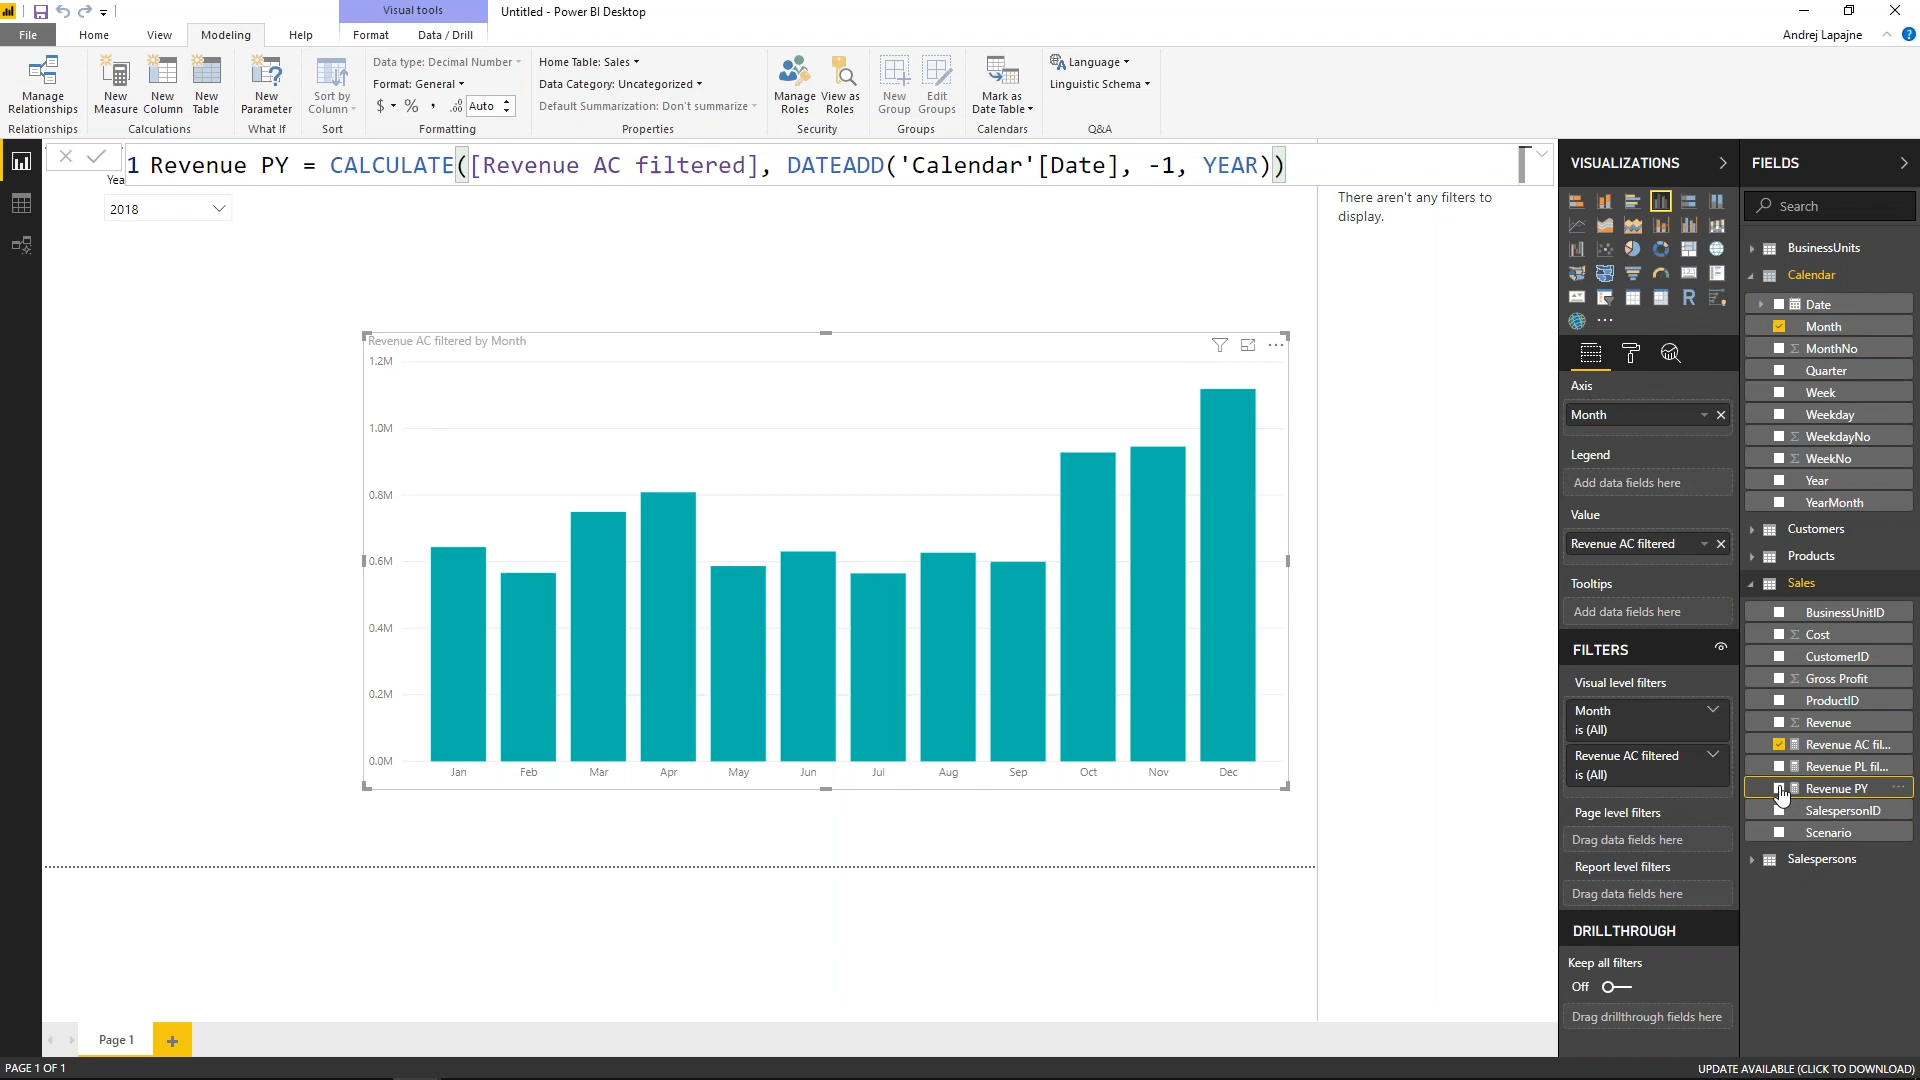 Visual tools
Untitled - Power BI Desktop
File
Home
View
Modeling
Help
Format
Data / Drill
Andrej Lapajne
Manage Relationships
Relationships
New Measure
New Column
New Table
Calculations
New Parameter
What If
Sort by Column
Sort
Data type: Decimal Number
Format: General
$ % , .00 Auto
Formatting
Home Table: Sales
Data Category: Uncategorized
Default Summarization: Don't summarize
Properties
Manage Roles
View as Roles
Security
New Group
Edit Groups
Groups
Mark as Date Table
Calendars
Language
Linguistic Schema
Q&A
1 Revenue PY = CALCULATE([Revenue AC filtered], DATEADD('Calendar'[Date], -1, YEAR))
Yea
2018
There aren't any filters to
display.
Revenue AC filtered by Month
1.2M
1.0M
0.8M
0.6M
0.4M
0.2M
0.0M
Jan Feb Mar Apr May Jun Jul Aug Sep Oct Nov Dec
VISUALIZATIONS
R
Axis
Month
Legend
Add data fields here
Value
Revenue AC filtered
Tooltips
Add data fields here
FILTERS
Visual level filters
Month
is (All)
Revenue AC filtered
is (All)
Page level filters
Drag data fields here
Report level filters
Drag data fields here
DRILLTHROUGH
Keep all filters
Off
Drag drillthrough fields here
FIELDS
Search
BusinessUnits
Calendar
Date
Month
Σ MonthNo
Quarter
Week
Weekday
Σ WeekdayNo
Σ WeekNo
Year
YearMonth
Customers
Products
Sales
BusinessUnitID
Σ Cost
CustomerID
Σ Gross Profit
ProductID
Σ Revenue
Revenue AC fil...
Revenue PL fil...
Revenue PY
SalespersonID
Scenario
Salespersons
Page 1
PAGE 1 OF 1
UPDATE AVAILABLE (CLICK TO DOWNLOAD)